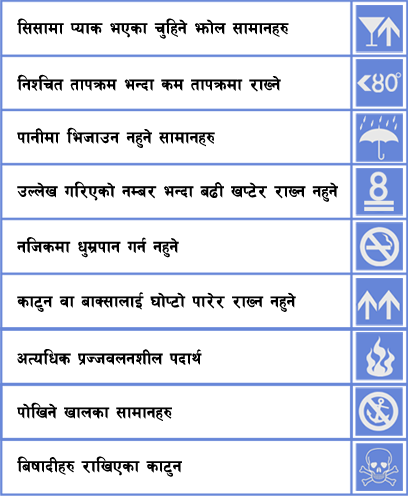 सिसामा प्याक भएका चुहिने झोल सामानहरु
निश्चित तापक्रम भन्दा कम तापक्रमा राख्ने
<४०°
पानीमा भिजाउन नहुने सामानहरु
उल्लेख गरिएको नम्बर भन्दा बढी खप्टेर राख्न नहुने
8
नजिकमा धुम्रपान गर्न नहुने
काटुन वा बाक्सालाई घोप्टो पारेर राख्न नहुने
अत्यधिक प्रज्जवलनशील पदार्थ
पोखिने खालका सामानहरु
बिषादीहरु राखिएका काटुन